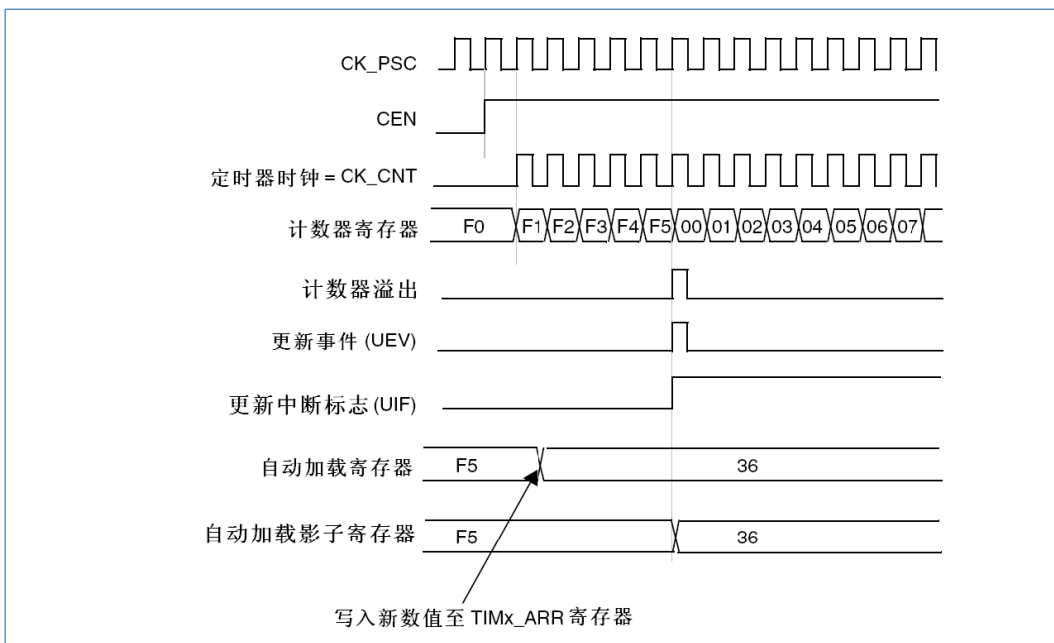 CK_PSC
CEN
定时器时钟 = CK_CNT
计数器寄存器 F0 F1 F2 F3 F4 F5 00 01 02 03 04 05 06 07
计数器溢出
更新事件 (UEV)
更新中断标志 (UIF)
自动加载寄存器 F5 36
自动加载影子寄存器 F5 36
写入新数值至 TIMx_ARR 寄存器